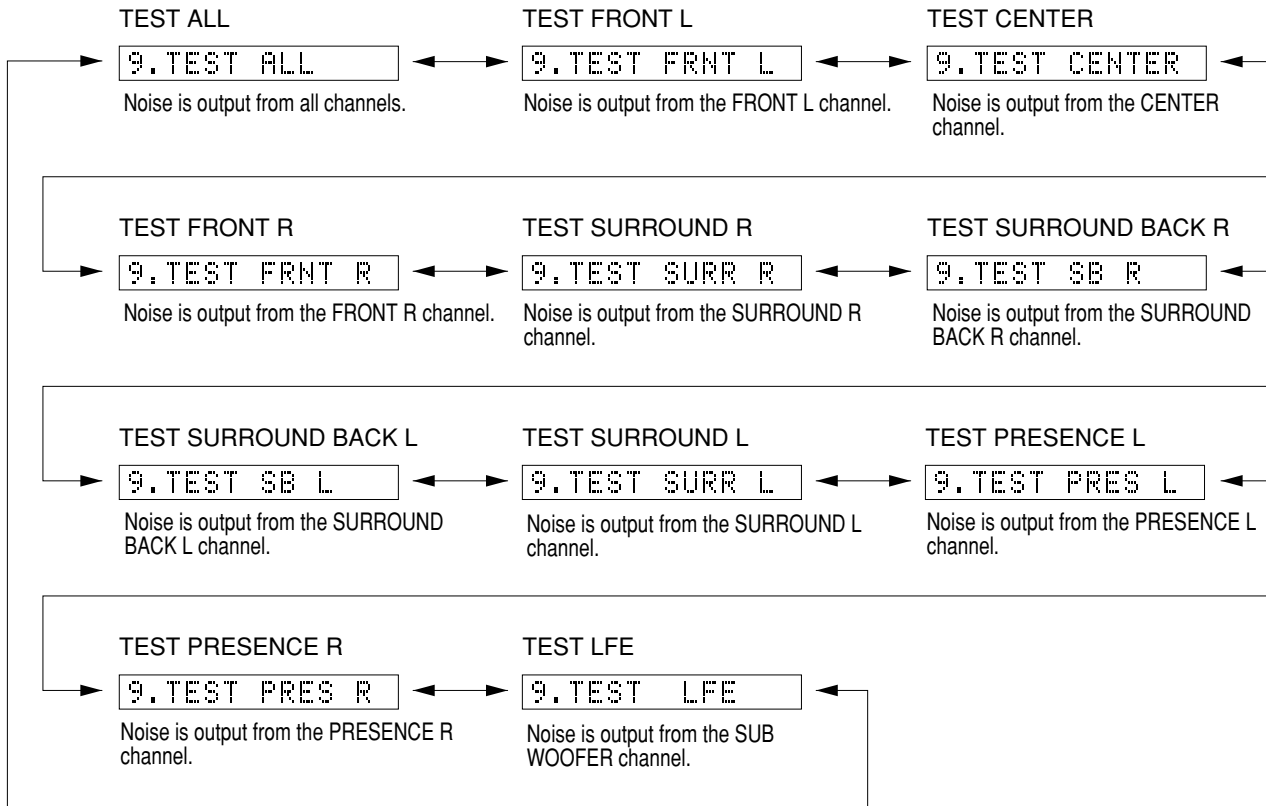 TEST ALL
9.TEST ALL
Noise is output from all channels.
TEST FRONT L
9.TEST FRNT L
Noise is output from the FRONT L channel.
TEST CENTER
9.TEST CENTER
Noise is output from the CENTER
channel.
TEST FRONT R
9.TEST FRNT R
Noise is output from the FRONT R channel.
TEST SURROUND R
9.TEST SURR R
Noise is output from the SURROUND R
channel.
TEST SURROUND BACK R
9.TEST SB R
Noise is output from the SURROUND
BACK R channel.
TEST SURROUND BACK L
9.TEST SB L
Noise is output from the SURROUND
BACK L channel.
TEST SURROUND L
9.TEST SURR L
Noise is output from the SURROUND L
channel.
TEST PRESENCE L
9.TEST PRES L
Noise is output from the PRESENCE L
channel.
TEST PRESENCE R
9.TEST PRES R
Noise is output from the PRESENCE R
channel.
TEST LFE
9.TEST LFE
Noise is output from the SUB
WOOFER channel.